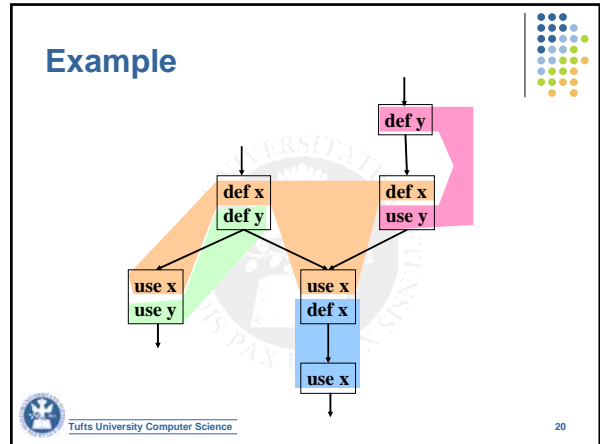 Example
def y
def x
def y
def x
use y
use x
use y
use x
def x
use x
Tufts University Computer Science
20